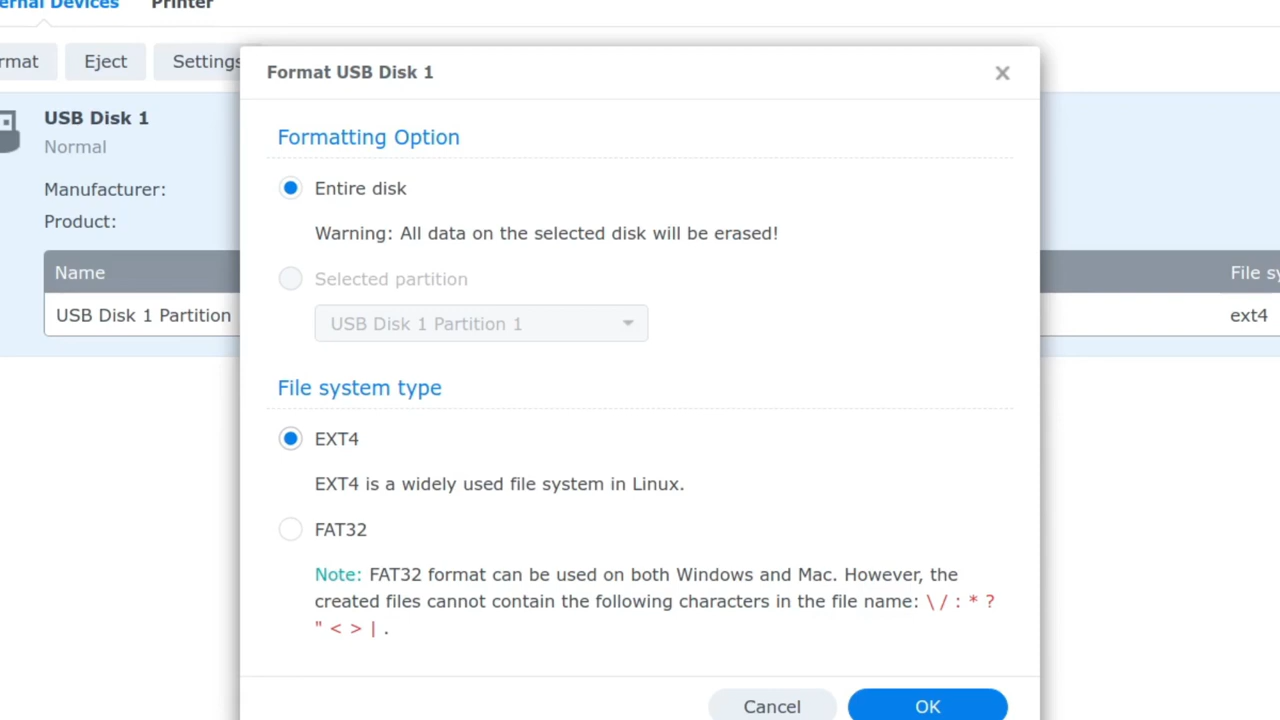 ernal Devices Printer
rmat Eject Settings
Format USB Disk 1
USB Disk 1
Normal
Manufacturer:
Product:
Name File sy
USB Disk 1 Partition ext4
Formatting Option
Entire disk
Warning: All data on the selected disk will be erased!
Selected partition
USB Disk 1 Partition 1
File system type
EXT4
EXT4 is a widely used file system in Linux.
FAT32
Note: FAT32 format can be used on both Windows and Mac. However, the
created files cannot contain the following characters in the file name: \ / : * ?
" < > | .
Cancel OK